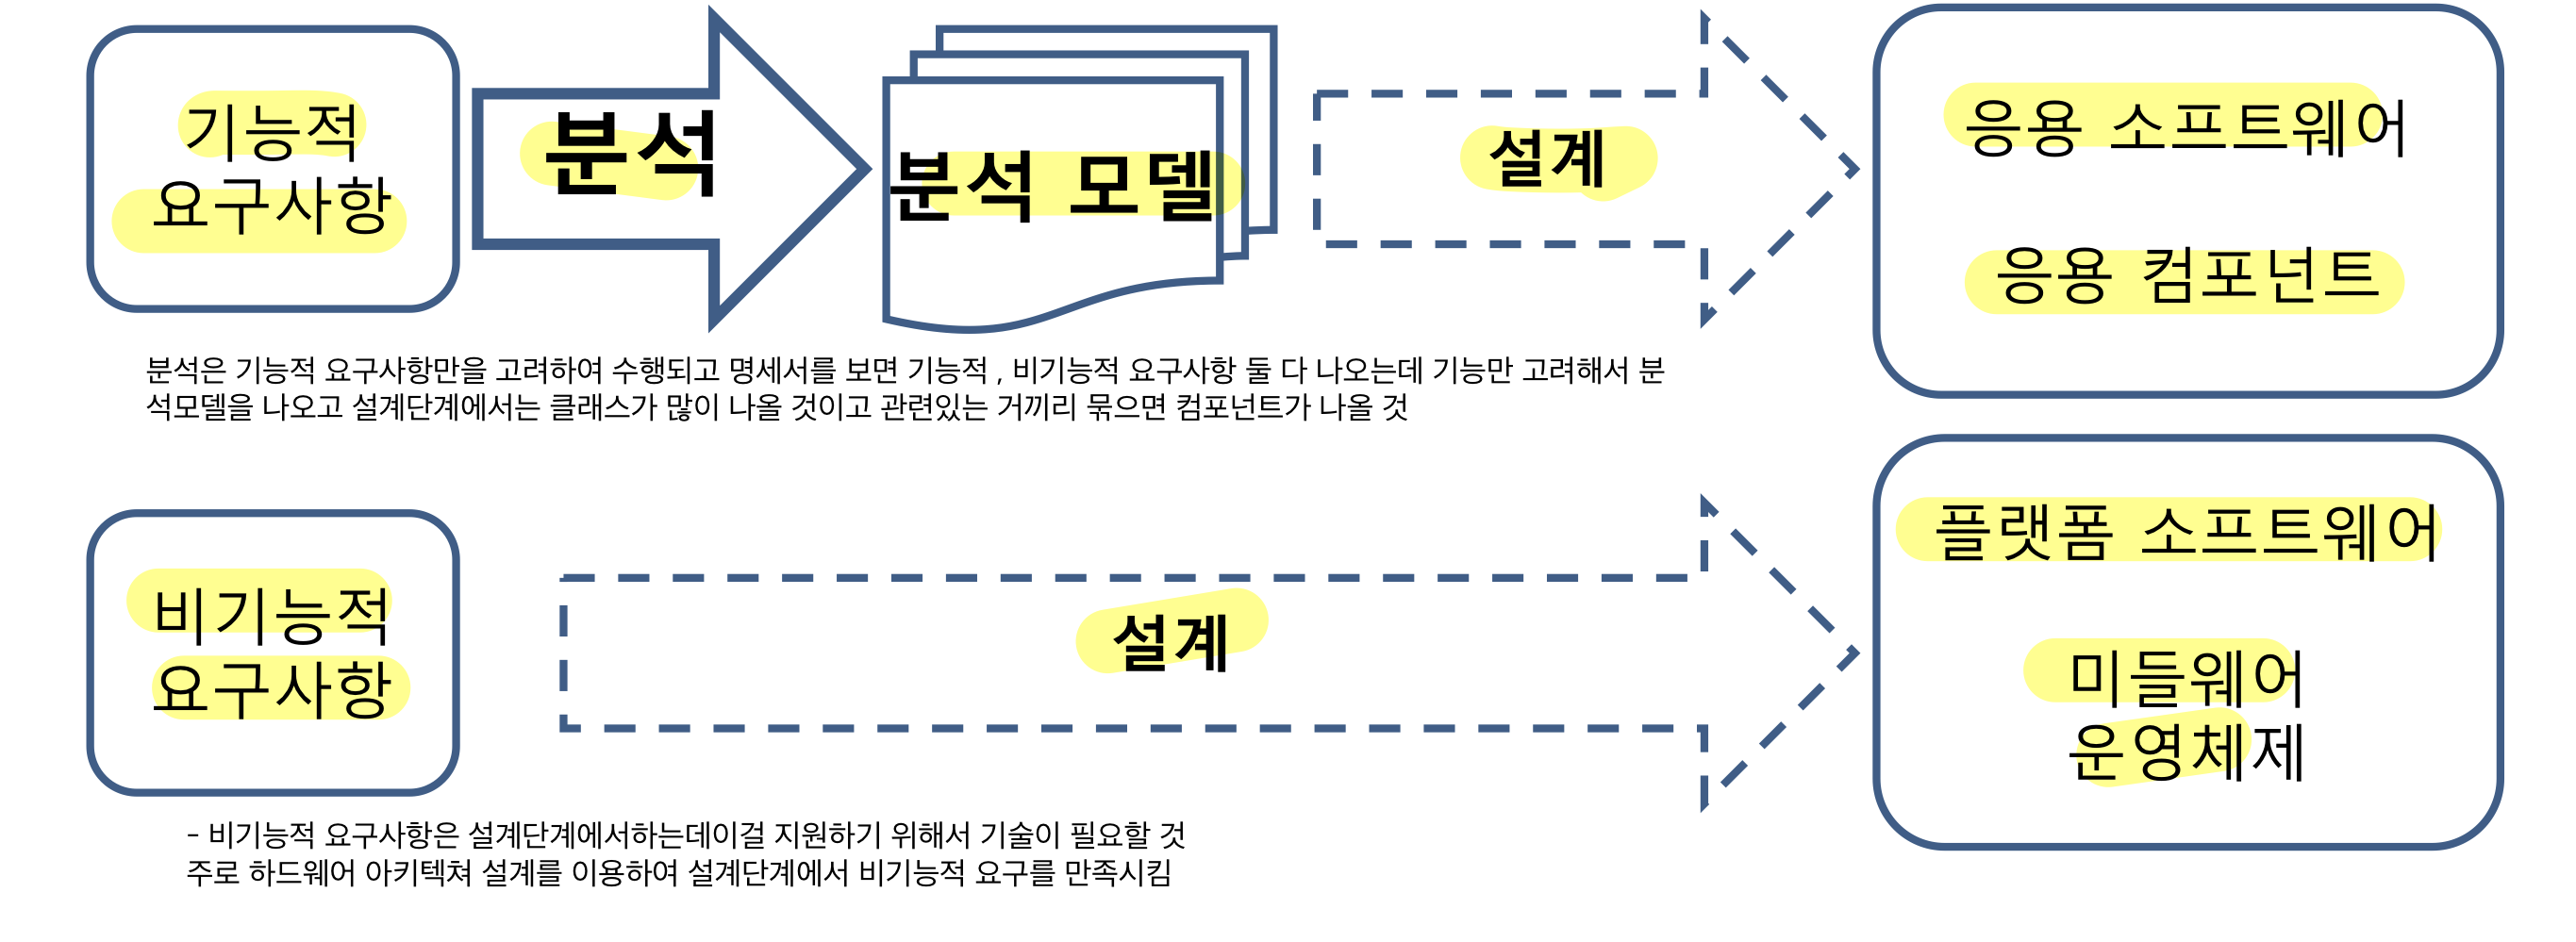 기능적
요구사항
분석
분석 모델
설계
응용 소프트웨어
응용 컴포넌트
분석은 기능적 요구사항만을 고려하여 수행되고 명세서를 보면 기능적 , 비기능적 요구사항 둘 다 나오는데 기능만 고려해서 분
석모델을 나오고 설계단계에서는 클래스가 많이 나올 것이고 관련있는 거끼리 묶으면 컴포넌트가 나올 것
비기능적
요구사항
설계
플랫폼 소프트웨어
미들웨어
운영체제
- 비기능적 요구사항은 설계단계에서하는데이걸 지원하기 위해서 기술이 필요할 것
주로 하드웨어 아키텍쳐 설계를 이용하여 설계단계에서 비기능적 요구를 만족시킴